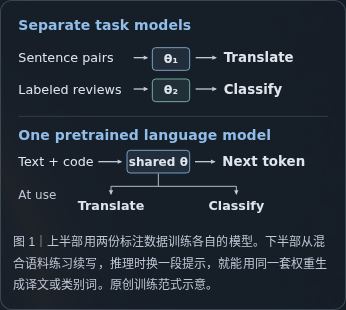 Separate task models
Sentence pairs θ₁ Translate
Labeled reviews θ₂ Classify
One pretrained language model
Text + code shared θ Next token
At use
Translate Classify
图 1｜上半部用两份标注数据训练各自的模型。下半部从混
合语料练习续写，推理时换一段提示，就能用同一套权重生
成译文或类别词。原创训练范式示意。